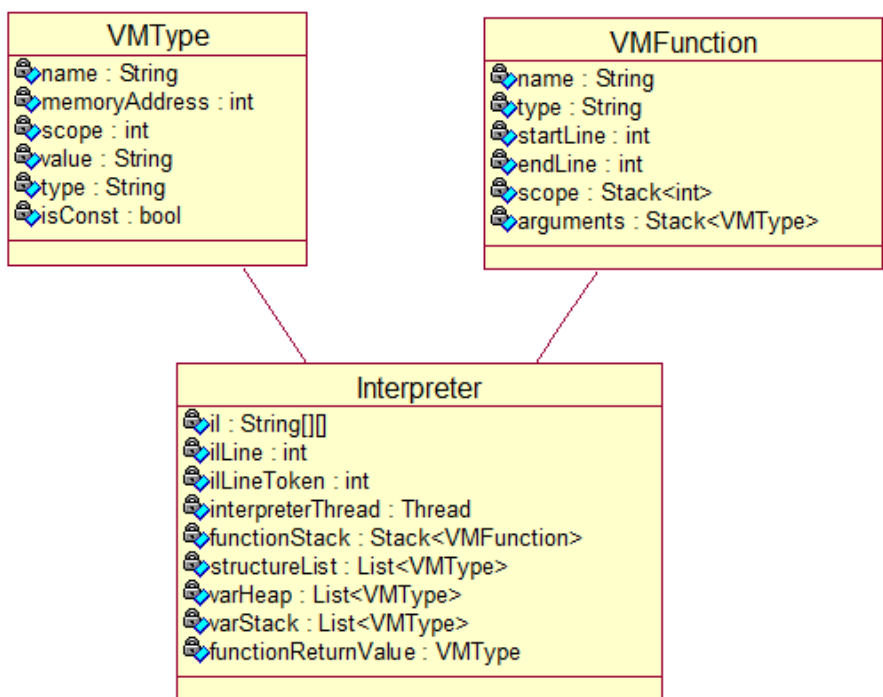 VMType
name : String
memoryAddress : int
scope : int
value : String
type : String
isConst : bool
VMFunction
name : String
type : String
startLine : int
endLine : int
scope : Stack<int>
arguments : Stack<VMType>
Interpreter
il : String[][]
ilLine : int
ilLineToken : int
interpreterThread : Thread
functionStack : Stack<VMFunction>
structureList : List<VMType>
varHeap : List<VMType>
varStack : List<VMType>
functionReturnValue : VMType